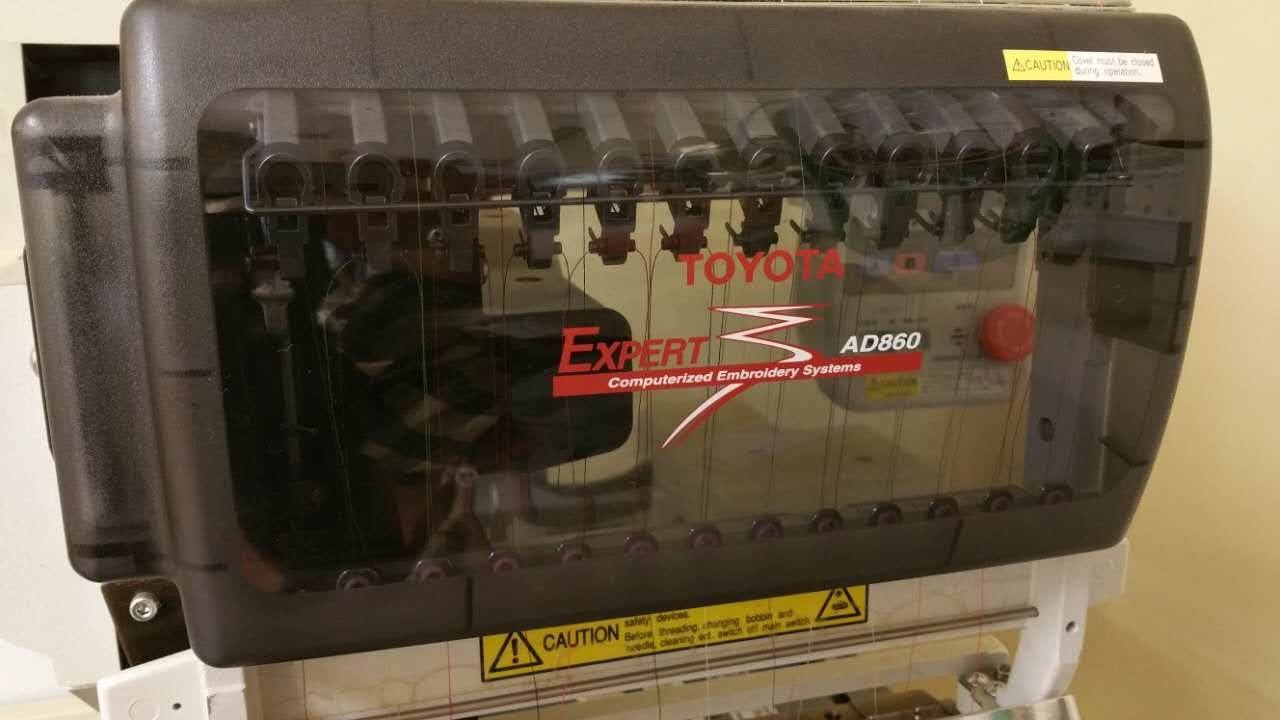 CAUTION
Cover must be closed
during operation.
TOYOTA
EXPERT
AD860
Computerized Embroidery Systems
CAUTION
safety devices.
Before threading, changing bobbin and
needle, cleaning ect. switch off main switch